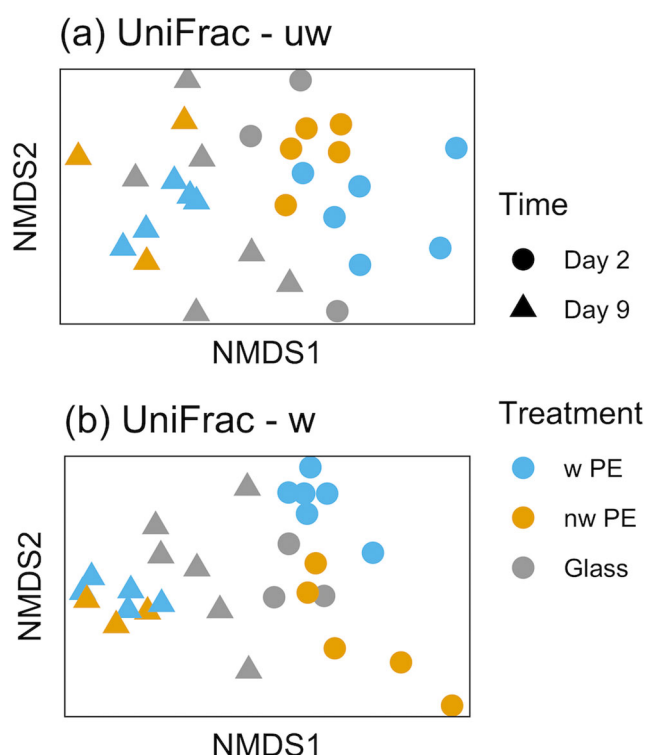 (a) UniFrac - uw
NMDS2
NMDS1
Time
Day 2
Day 9
(b) UniFrac - w
NMDS2
NMDS1
Treatment
w PE
nw PE
Glass